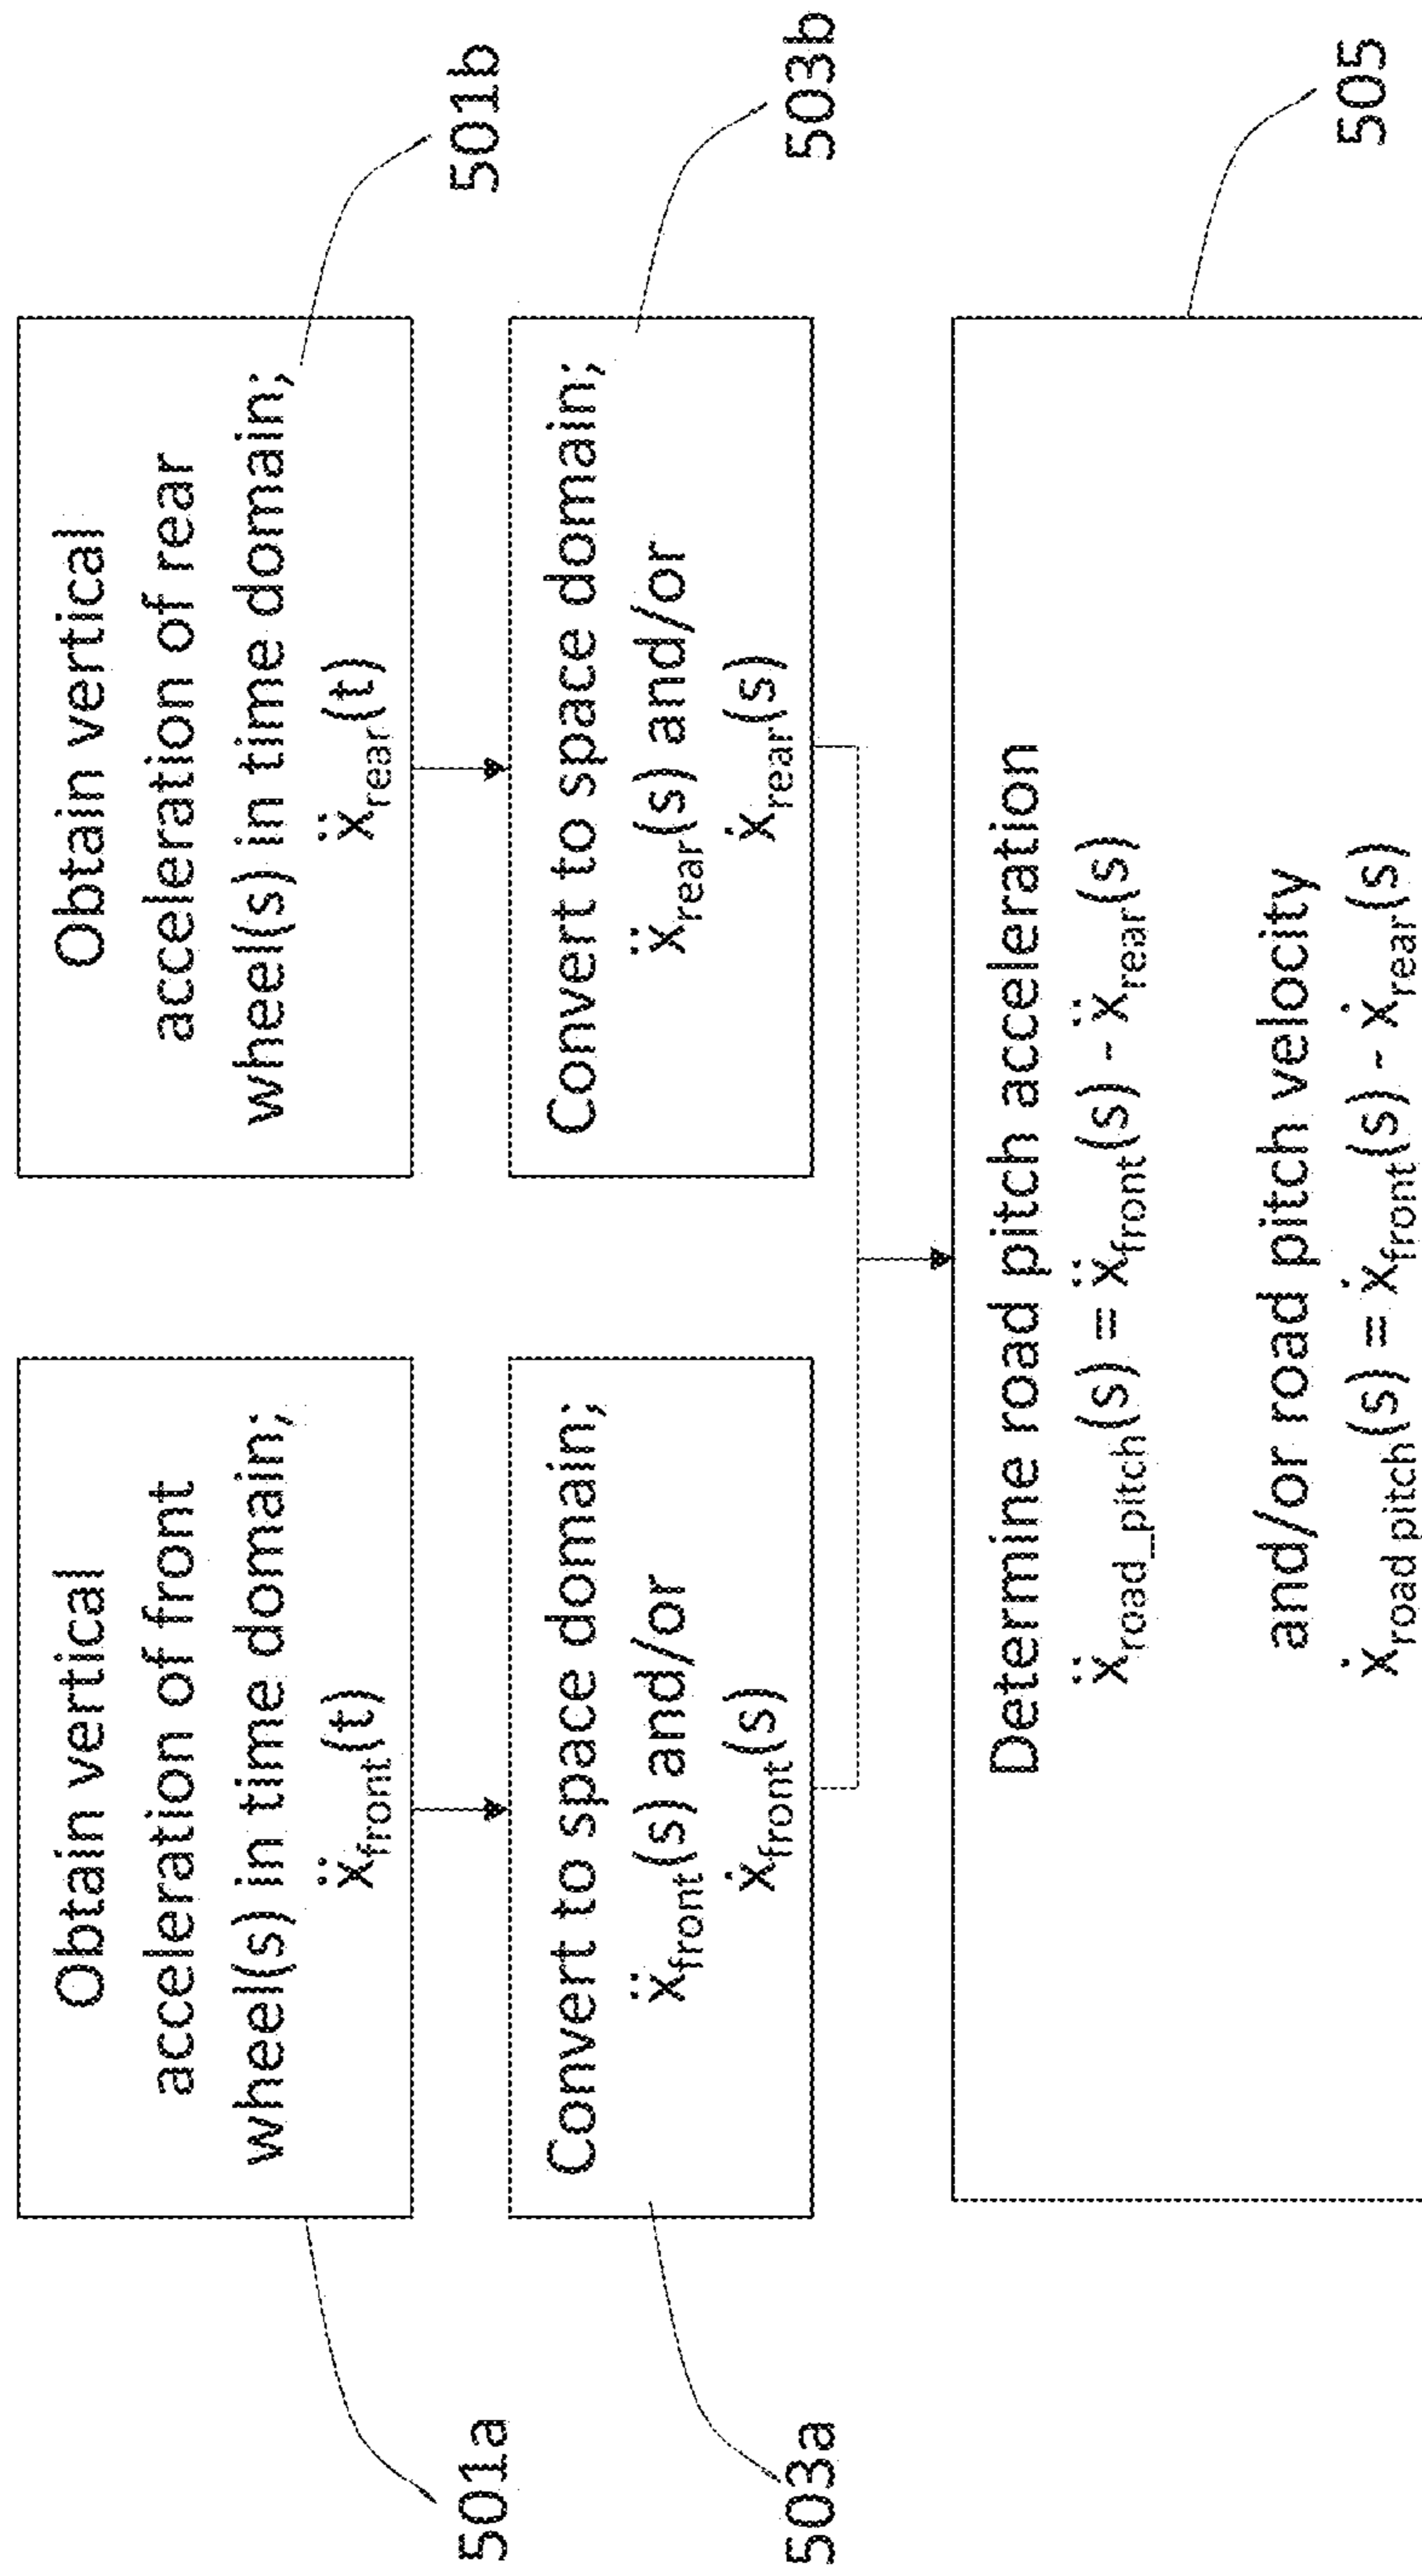 501a
Obtain vertical
acceleration of front
wheel(s) in time domain;
ẍfront(t)
Obtain vertical
acceleration of rear
wheel(s) in time domain;
ẍrear(t)
501b
503a
Convert to space domain;
ẍfront(s) and/or
ẋfront(s)
Convert to space domain;
ẍrear(s) and/or
ẋrear(s)
503b
Determine road pitch acceleration
ẍroad_pitch(s) = ẍfront(s) - ẍrear(s)
and/or road pitch velocity
ẋroad pitch(s) = ẋfront(s) - ẋrear(s)
505